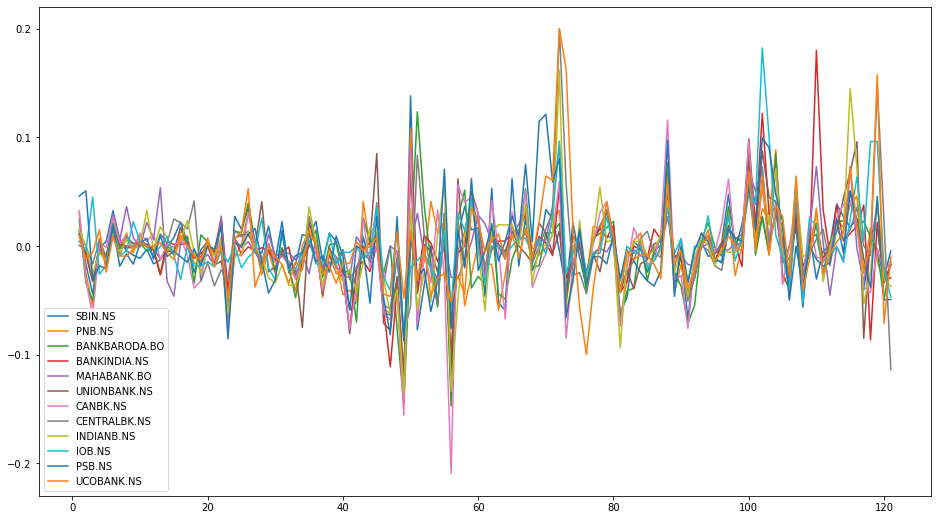 0.2
0.1
0.0
−0.1
−0.2
SBIN.NS
PNB.NS
BANKBARODA.BO
BANKINDIA.NS
MAHABANK.BO
UNIONBANK.NS
CANBK.NS
CENTRALBK.NS
INDIANB.NS
IOB.NS
PSB.NS
UCOBANK.NS
0 20 40 60 80 100 120